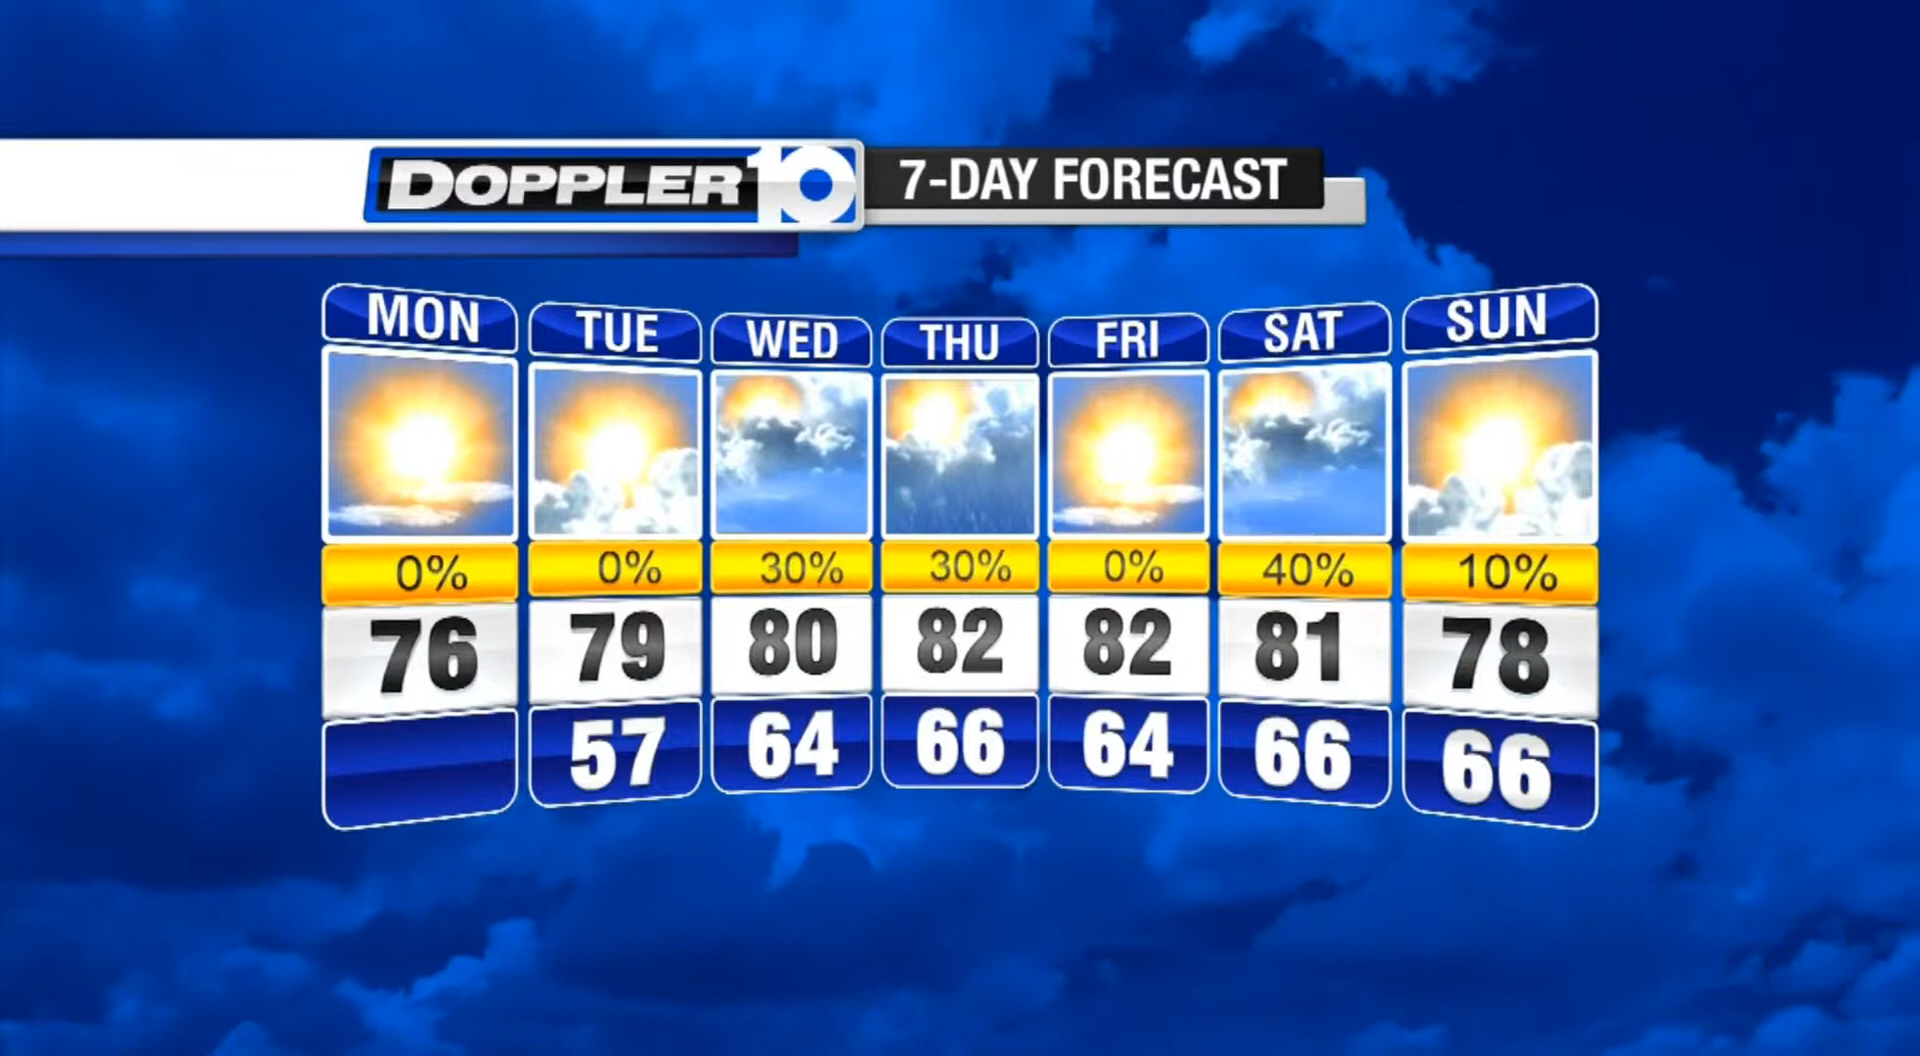 DOPPLER 10 7-DAY FORECAST
MON TUE WED THU FRI SAT SUN
0% 0% 30% 30% 0% 40% 10%
76 79 80 82 82 81 78
57 64 66 64 66 66